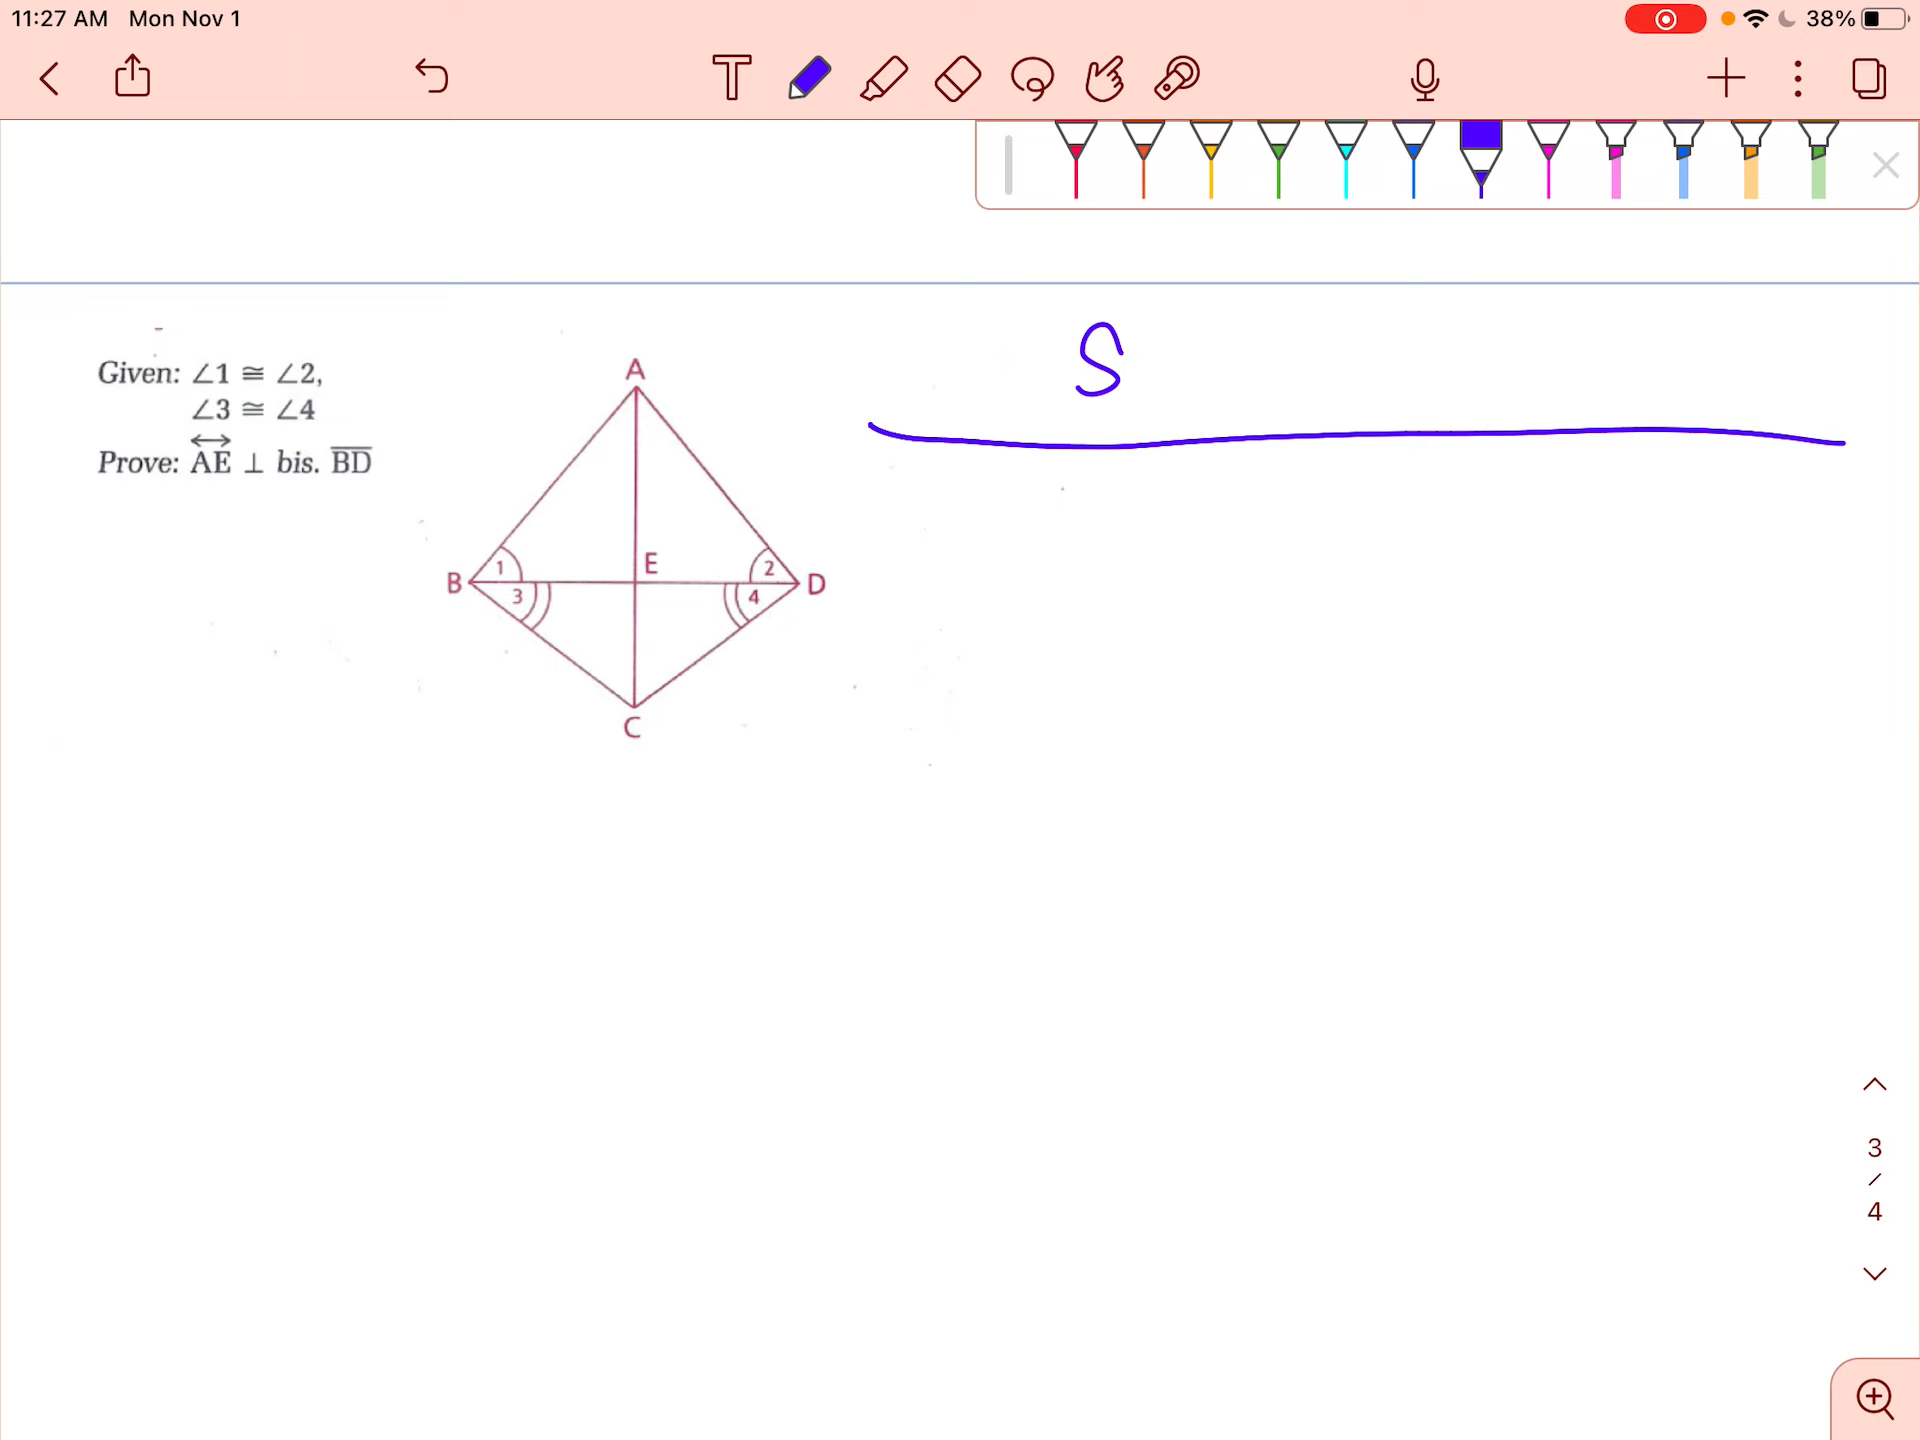 11:27 AM Mon Nov 1
38%
T
S
Given: ∠1 ≅ ∠2,
∠3 ≅ ∠4
Prove: AE ⊥ bis. BD
A
E
1
2
B
D
3
4
C
3
/
4